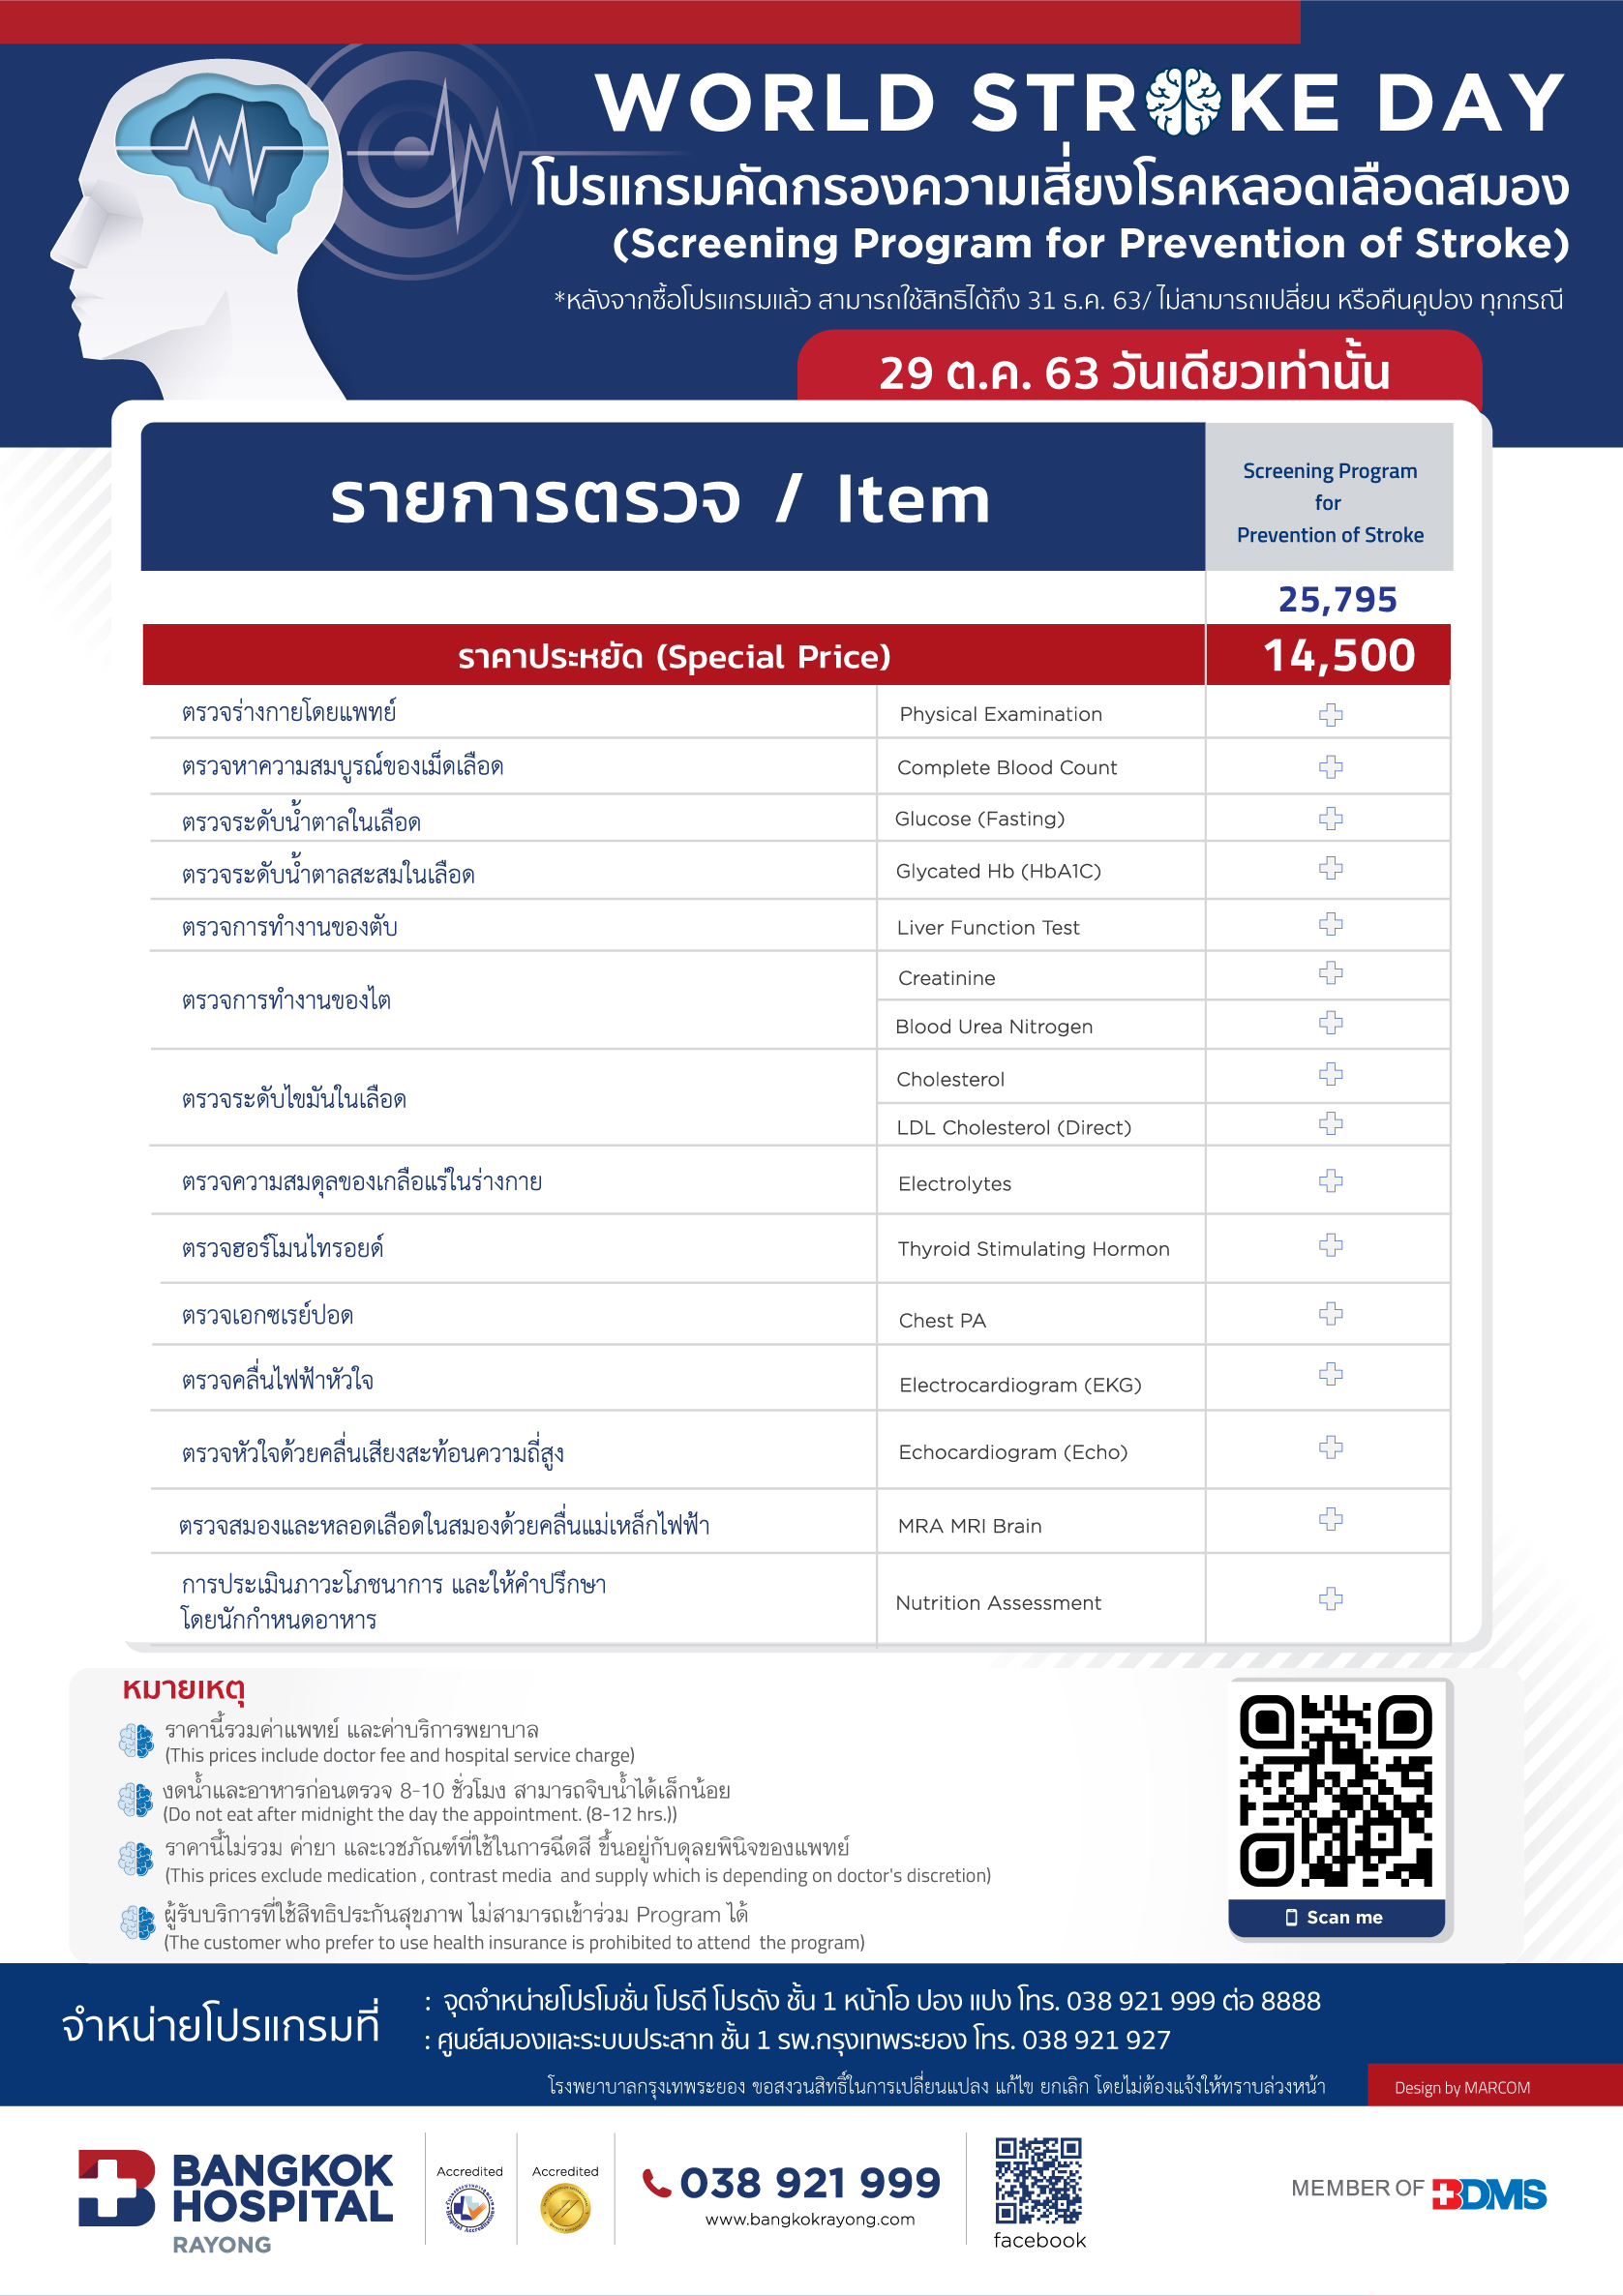 WORLD STROKE DAY
โปรแกรมคัดกรองความเสี่ยงโรคหลอดเลือดสมอง
(Screening Program for Prevention of Stroke)
*หลังจากซื้อโปรแกรมแล้ว สามารถใช้สิทธิได้ถึง 31 ธ.ค. 63/ ไม่สามารถเปลี่ยน หรือคืนคูปอง ทุกกรณี
29 ต.ค. 63 วันเดียวเท่านั้น
รายการตรวจ / Item
Screening Program
for
Prevention of Stroke
25,795
ราคาประหยัด (Special Price) 14,500
ตรวจร่างกายโดยแพทย์ Physical Examination
ตรวจหาความสมบูรณ์ของเม็ดเลือด Complete Blood Count
ตรวจระดับน้ำตาลในเลือด Glucose (Fasting)
ตรวจระดับน้ำตาลสะสมในเลือด Glycated Hb (HbA1C)
ตรวจการทำงานของตับ Liver Function Test
ตรวจการทำงานของไต Creatinine
Blood Urea Nitrogen
ตรวจระดับไขมันในเลือด Cholesterol
LDL Cholesterol (Direct)
ตรวจความสมดุลของเกลือแร่ในร่างกาย Electrolytes
ตรวจฮอร์โมนไทรอยด์ Thyroid Stimulating Hormon
ตรวจเอกซเรย์ปอด Chest PA
ตรวจคลื่นไฟฟ้าหัวใจ Electrocardiogram (EKG)
ตรวจหัวใจด้วยคลื่นเสียงสะท้อนความถี่สูง Echocardiogram (Echo)
ตรวจสมองและหลอดเลือดในสมองด้วยคลื่นแม่เหล็กไฟฟ้า MRA MRI Brain
การประเมินภาวะโภชนาการ และให้คำปรึกษา
โดยนักกำหนดอาหาร Nutrition Assessment
หมายเหตุ
ราคานี้รวมค่าแพทย์ และค่าบริการพยาบาล
(This prices include doctor fee and hospital service charge)
งดน้ำและอาหารก่อนตรวจ 8-10 ชั่วโมง สามารถจิบน้ำได้เล็กน้อย
(Do not eat after midnight the day the appointment. (8-12 hrs.))
ราคานี้ไม่รวม ค่ายา และเวชภัณฑ์ที่ใช้ในการฉีดสี ขึ้นอยู่กับดุลยพินิจของแพทย์
(This prices exclude medication , contrast media and supply which is depending on doctor's discretion)
ผู้รับบริการที่ใช้สิทธิประกันสุขภาพ ไม่สามารถเข้าร่วม Program ได้
(The customer who prefer to use health insurance is prohibited to attend the program)
Scan me
จำหน่ายโปรแกรมที่
: จุดจำหน่ายโปรโมชั่น โปรดี โปรดัง ชั้น 1 หน้าโอ ปอง แปง โทร. 038 921 999 ต่อ 8888
: ศูนย์สมองและระบบประสาท ชั้น 1 รพ.กรุงเทพระยอง โทร. 038 921 927
โรงพยาบาลกรุงเทพระยอง ขอสงวนสิทธิ์ในการเปลี่ยนแปลง แก้ไข ยกเลิก โดยไม่ต้องแจ้งให้ทราบล่วงหน้า
Design by MARCOM
BANGKOK
HOSPITAL
RAYONG
Accredited
Accredited
038 921 999
www.bangkokrayong.com
facebook
MEMBER OF BDMS